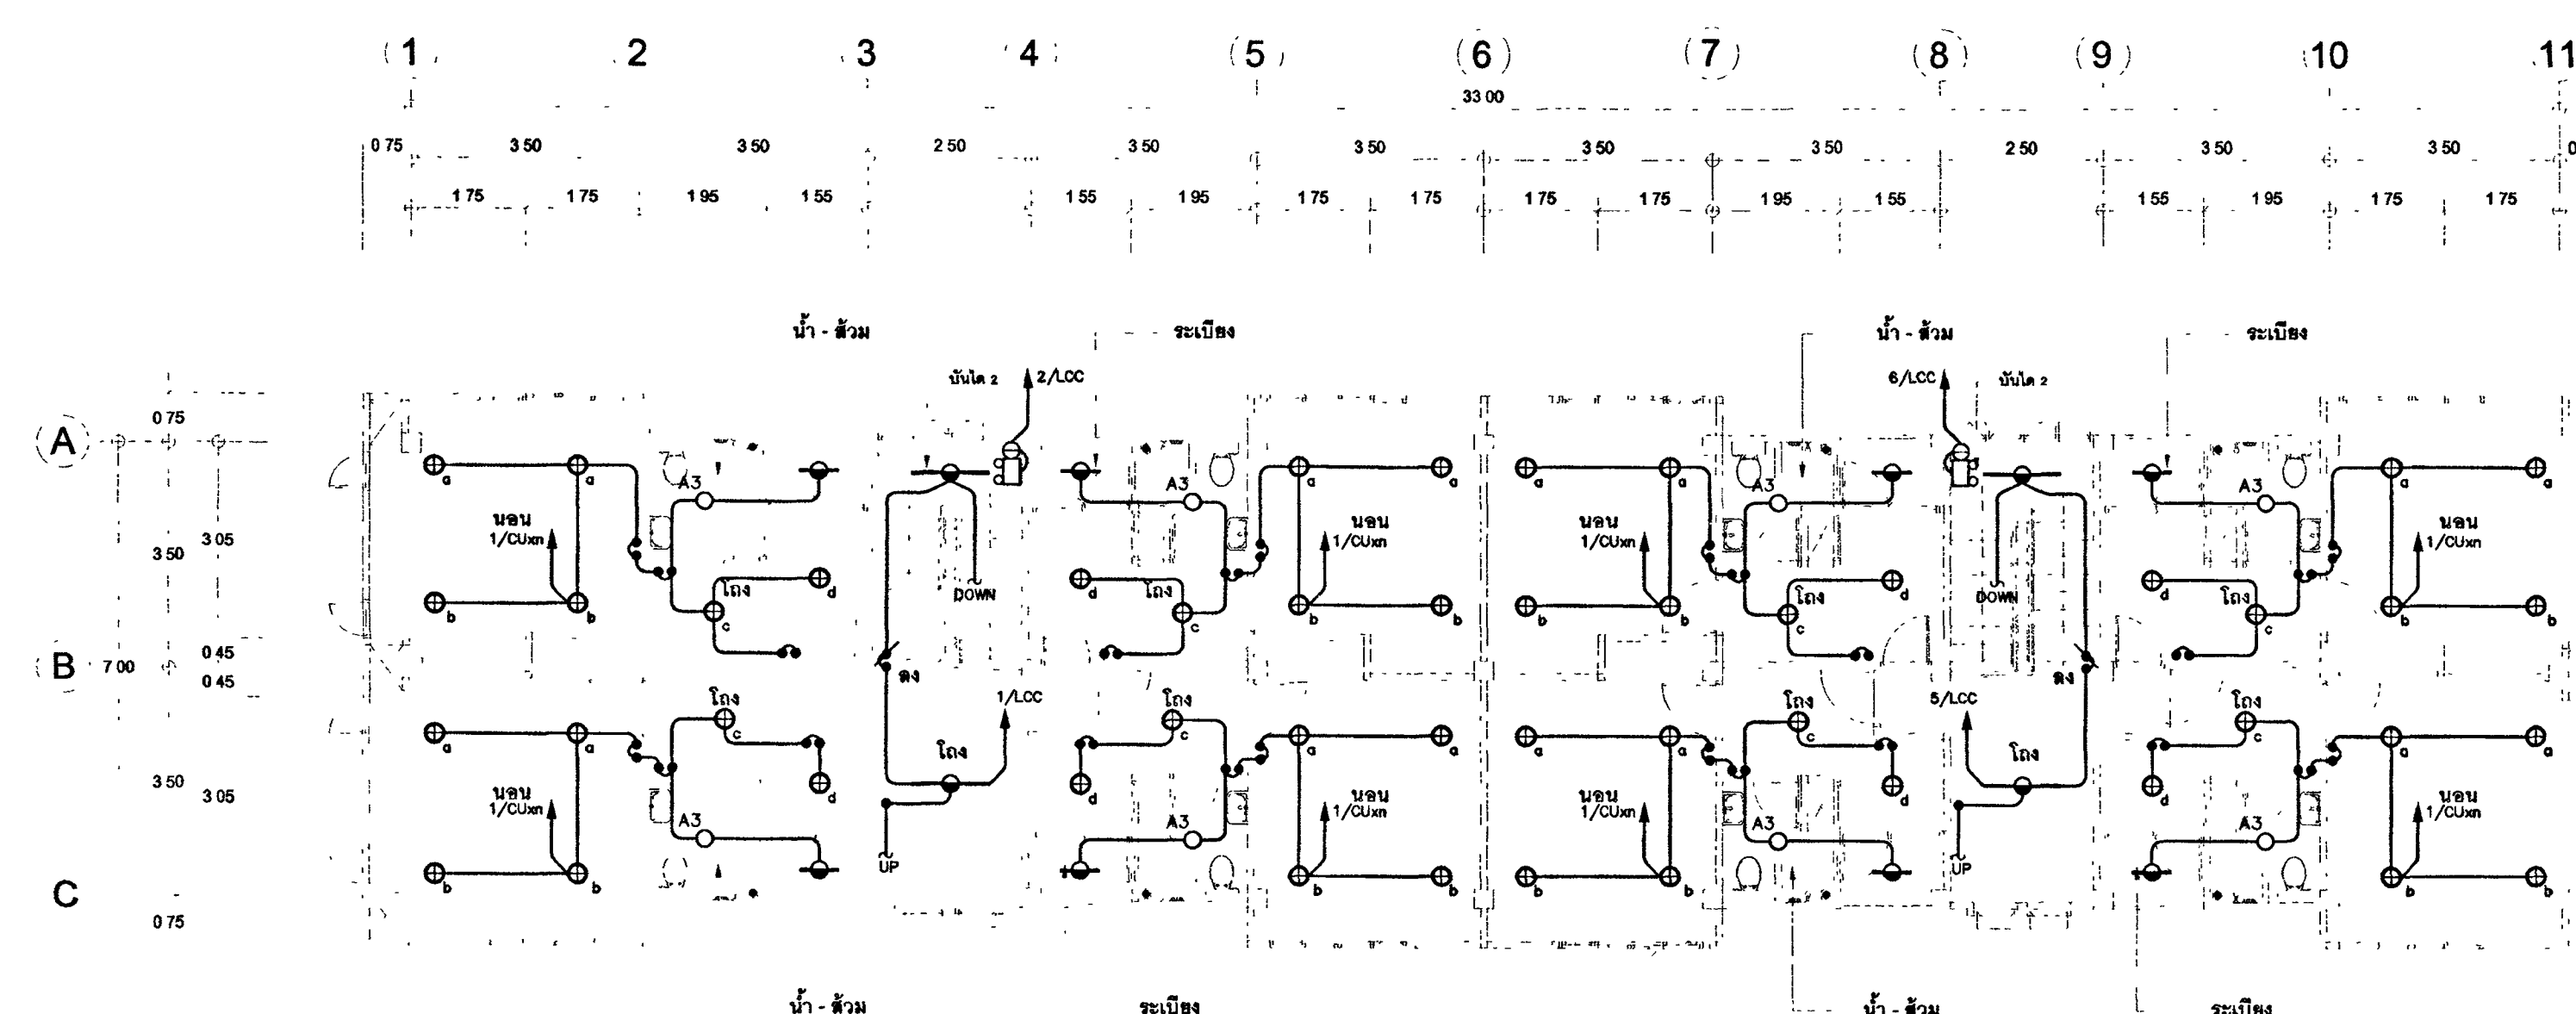 1 2 3 4 5 6 7 8 9 10 11
33 00
0 75 3 50 3 50 2 50 3 50 3 50 3 50 3 50 2 50 3 50 3 50 0
1 75 1 75 1 95 1 55 1 55 1 95 1 75 1 75 1 75 1 75 1 95 1 55 1 55 1 95 1 75 1 75
น้ำ - ส้วม ระเบียง น้ำ - ส้วม ระเบียง
บันได 2 2/LCC 6/LCC บันได 2
0 75
A
a a a a a a a a
A3 A3 A3 A3
นอน นอน นอน นอน
1/CUxn 1/CUxn 1/CUxn 1/CUxn
3 50 3 05
โถง d DOWN d โถง โถง d DOWN d โถง
b b c c b b b b c c b b
B 7 00 0 45
0 45
ลง ลง
โถง 1/LCC โถง โถง 5/LCC โถง
a a c c a a a a c c a a
โถง โถง
3 50 3 05
นอน d d นอน นอน d d นอน
1/CUxn 1/CUxn 1/CUxn 1/CUxn
A3 A3 A3 A3
UP UP
b b b b b b b b
C
0 75
น้ำ - ส้วม ระเบียง น้ำ - ส้วม ระเบียง